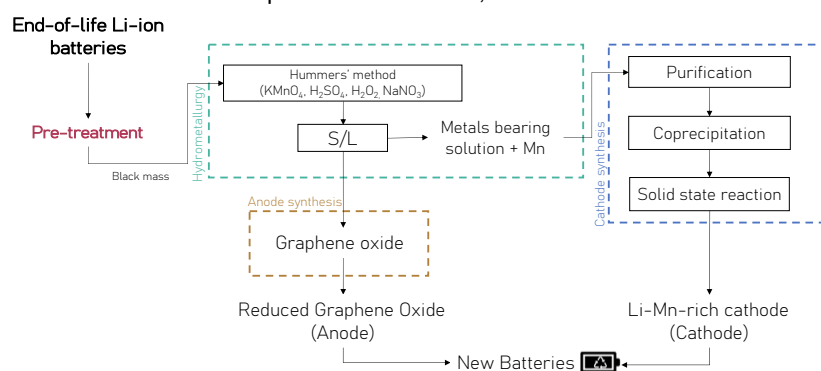 End-of-life Li-ion
batteries
Pre-treatment
Black mass
Hydrometallurgy
Hummers' method
(KMnO₄, H₂SO₄, H₂O₂, NaNO₃)
S/L
Metals bearing
solution + Mn
Anode synthesis
Graphene oxide
Reduced Graphene Oxide
(Anode)
Cathode synthesis
Purification
Coprecipitation
Solid state reaction
Li-Mn-rich cathode
(Cathode)
New Batteries